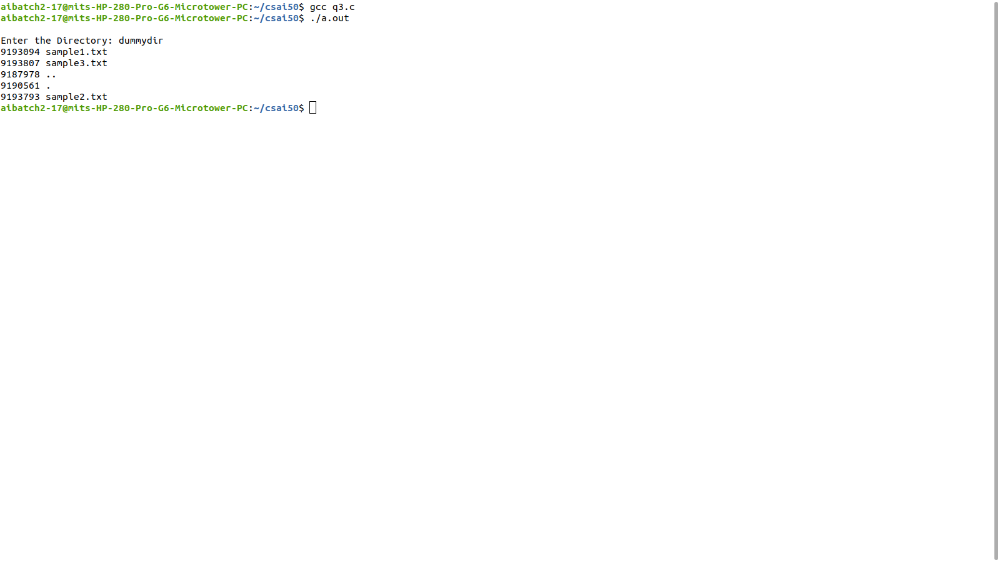 aibatch2-17@mits-HP-280-Pro-G6-Microtower-PC:~/csai50$ gcc q3.c
aibatch2-17@mits-HP-280-Pro-G6-Microtower-PC:~/csai50$ ./a.out
Enter the Directory: dummydir
9193094 sample1.txt
9193807 sample3.txt
9187978 ..
9190561 .
9193793 sample2.txt
aibatch2-17@mits-HP-280-Pro-G6-Microtower-PC:~/csai50$